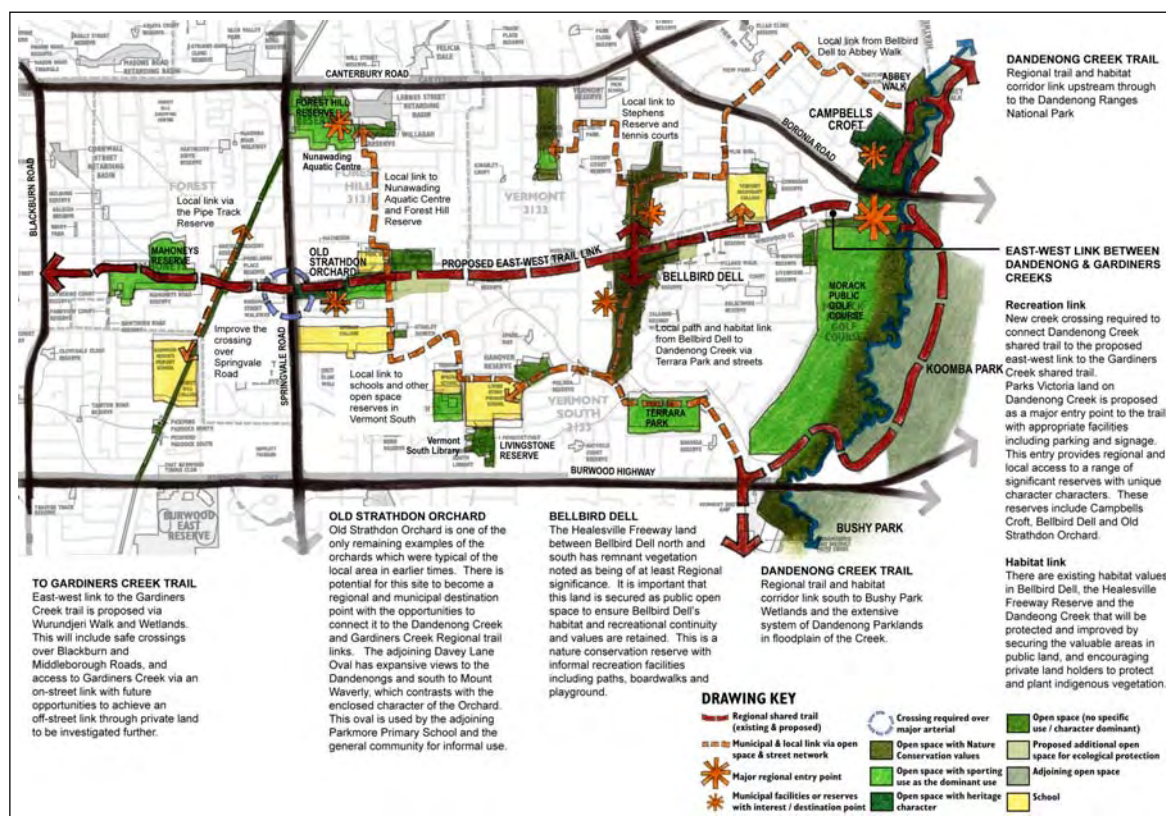 CANTERBURY ROAD
BLACKBURN ROAD
SPRINGVALE ROAD
BORONIA ROAD
BURWOOD HIGHWAY
FOREST HILL
RESERVE
Nunawading
Aquatic Centre
Local link to
Nunawading
Aquatic Centre
and Forest Hill
Reserve
Local link via
the Pipe Track
Reserve
MAHONEYS
RESERVE
OLD
STRATHDON
ORCHARD
PROPOSED EAST-WEST TRAIL LINK
Improve the
crossing
over
Springvale
Road
Local link to
schools and other
open space
reserves in
Vermont South
Vermont
South Library
LIVINGSTONE
RESERVE
VERMONT
3133
VERMONT
SOUTH
3133
Local link to
Stephens
Reserve and
tennis courts
Local link from Bellbird
Dell to Abbey Walk
ABBEY
WALK
CAMPBELLS
CROFT
BELLBIRD DELL
Local path and habitat link
from Bellbird Dell to
Dandenong Creek via
Terrara Park and streets
TERRARA
PARK
MORACK
PUBLIC
GOLF
COURSE
KOOMBA PARK
BUSHY PARK
BURWOOD
EAST
RESERVE
DANDENONG CREEK TRAIL
Regional trail and habitat
corridor link upstream through
to the Dandenong Ranges
National Park
EAST-WEST LINK BETWEEN
DANDENONG & GARDINERS
CREEKS
Recreation link
New creek crossing required to
connect Dandenong Creek
shared trail to the proposed
east-west link to the Gardiners
Creek shared trail.
Parks Victoria land on
Dandenong Creek is proposed
as a major entry point to the trail
with appropriate facilities
including parking and signage.
This entry provides regional and
local access to a range of
significant reserves with unique
character characters. These
reserves include Campbells
Croft, Bellbird Dell and Old
Strathdon Orchard.
Habitat link
There are existing habitat values
in Bellbird Dell, the Healesville
Freeway Reserve and the
Dandeong Creek that will be
protected and improved by
securing the valuable areas in
public land, and encouraging
private land holders to protect
and plant indigenous vegetation.
TO GARDINERS CREEK TRAIL
East-west link to the Gardiners
Creek trail is proposed via
Wurundjeri Walk and Wetlands.
This will include safe crossings
over Blackburn and
Middleborough Roads, and
access to Gardiners Creek via an
on-street link with future
opportunities to achieve an
off-street link through private land
to be investigated further.
OLD STRATHDON ORCHARD
Old Strathdon Orchard is one of the
only remaining examples of the
orchards which were typical of the
local area in earlier times. There is
potential for this site to become a
regional and municipal destination
point with the opportunities to
connect it to the Dandenong Creek
and Gardiners Creek Regional trail
links. The adjoining Davey Lane
Oval has expansive views to the
Dandenongs and south to Mount
Waverly, which contrasts with the
enclosed character of the Orchard.
This oval is used by the adjoining
Parkmore Primary School and the
general community for informal use.
BELLBIRD DELL
The Healesville Freeway land
between Bellbird Dell north and
south has remnant vegetation
noted as being of at least Regional
significance. It is important that
this land is secured as public open
space to ensure Bellbird Dell's
habitat and recreational continuity
and values are retained. This is a
nature conservation reserve with
informal recreation facilities
including paths, boardwalks and
playground.
DANDENONG CREEK TRAIL
Regional trail and habitat
corridor link south to Bushy Park
Wetlands and the extensive
system of Dandenong Parklands
in floodplain of the Creek.
DRAWING KEY
Regional shared trail
(existing & proposed)
Municipal & local link via open
space & street network
Major regional entry point
Municipal facilities or reserves
with interest / destination point
Crossing required over
major arterial
Open space with Nature
Conservation values
Open space with sporting
use as the dominant use
Open space with heritage
character
Open space (no specific
use / character dominant)
Proposed additional open
space for ecological protection
Adjoining open space
School